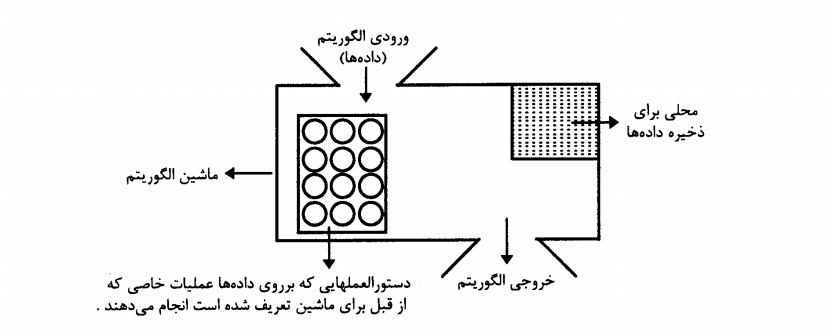 ورودی الگوریتم
(داده‌ها)
محلی برای
ذخیره داده‌ها
ماشین الگوریتم
خروجی الگوریتم
دستورالعملهایی که برروی داده‌ها عملیات خاصی که
از قبل برای ماشین تعریف شده است انجام می‌دهند .